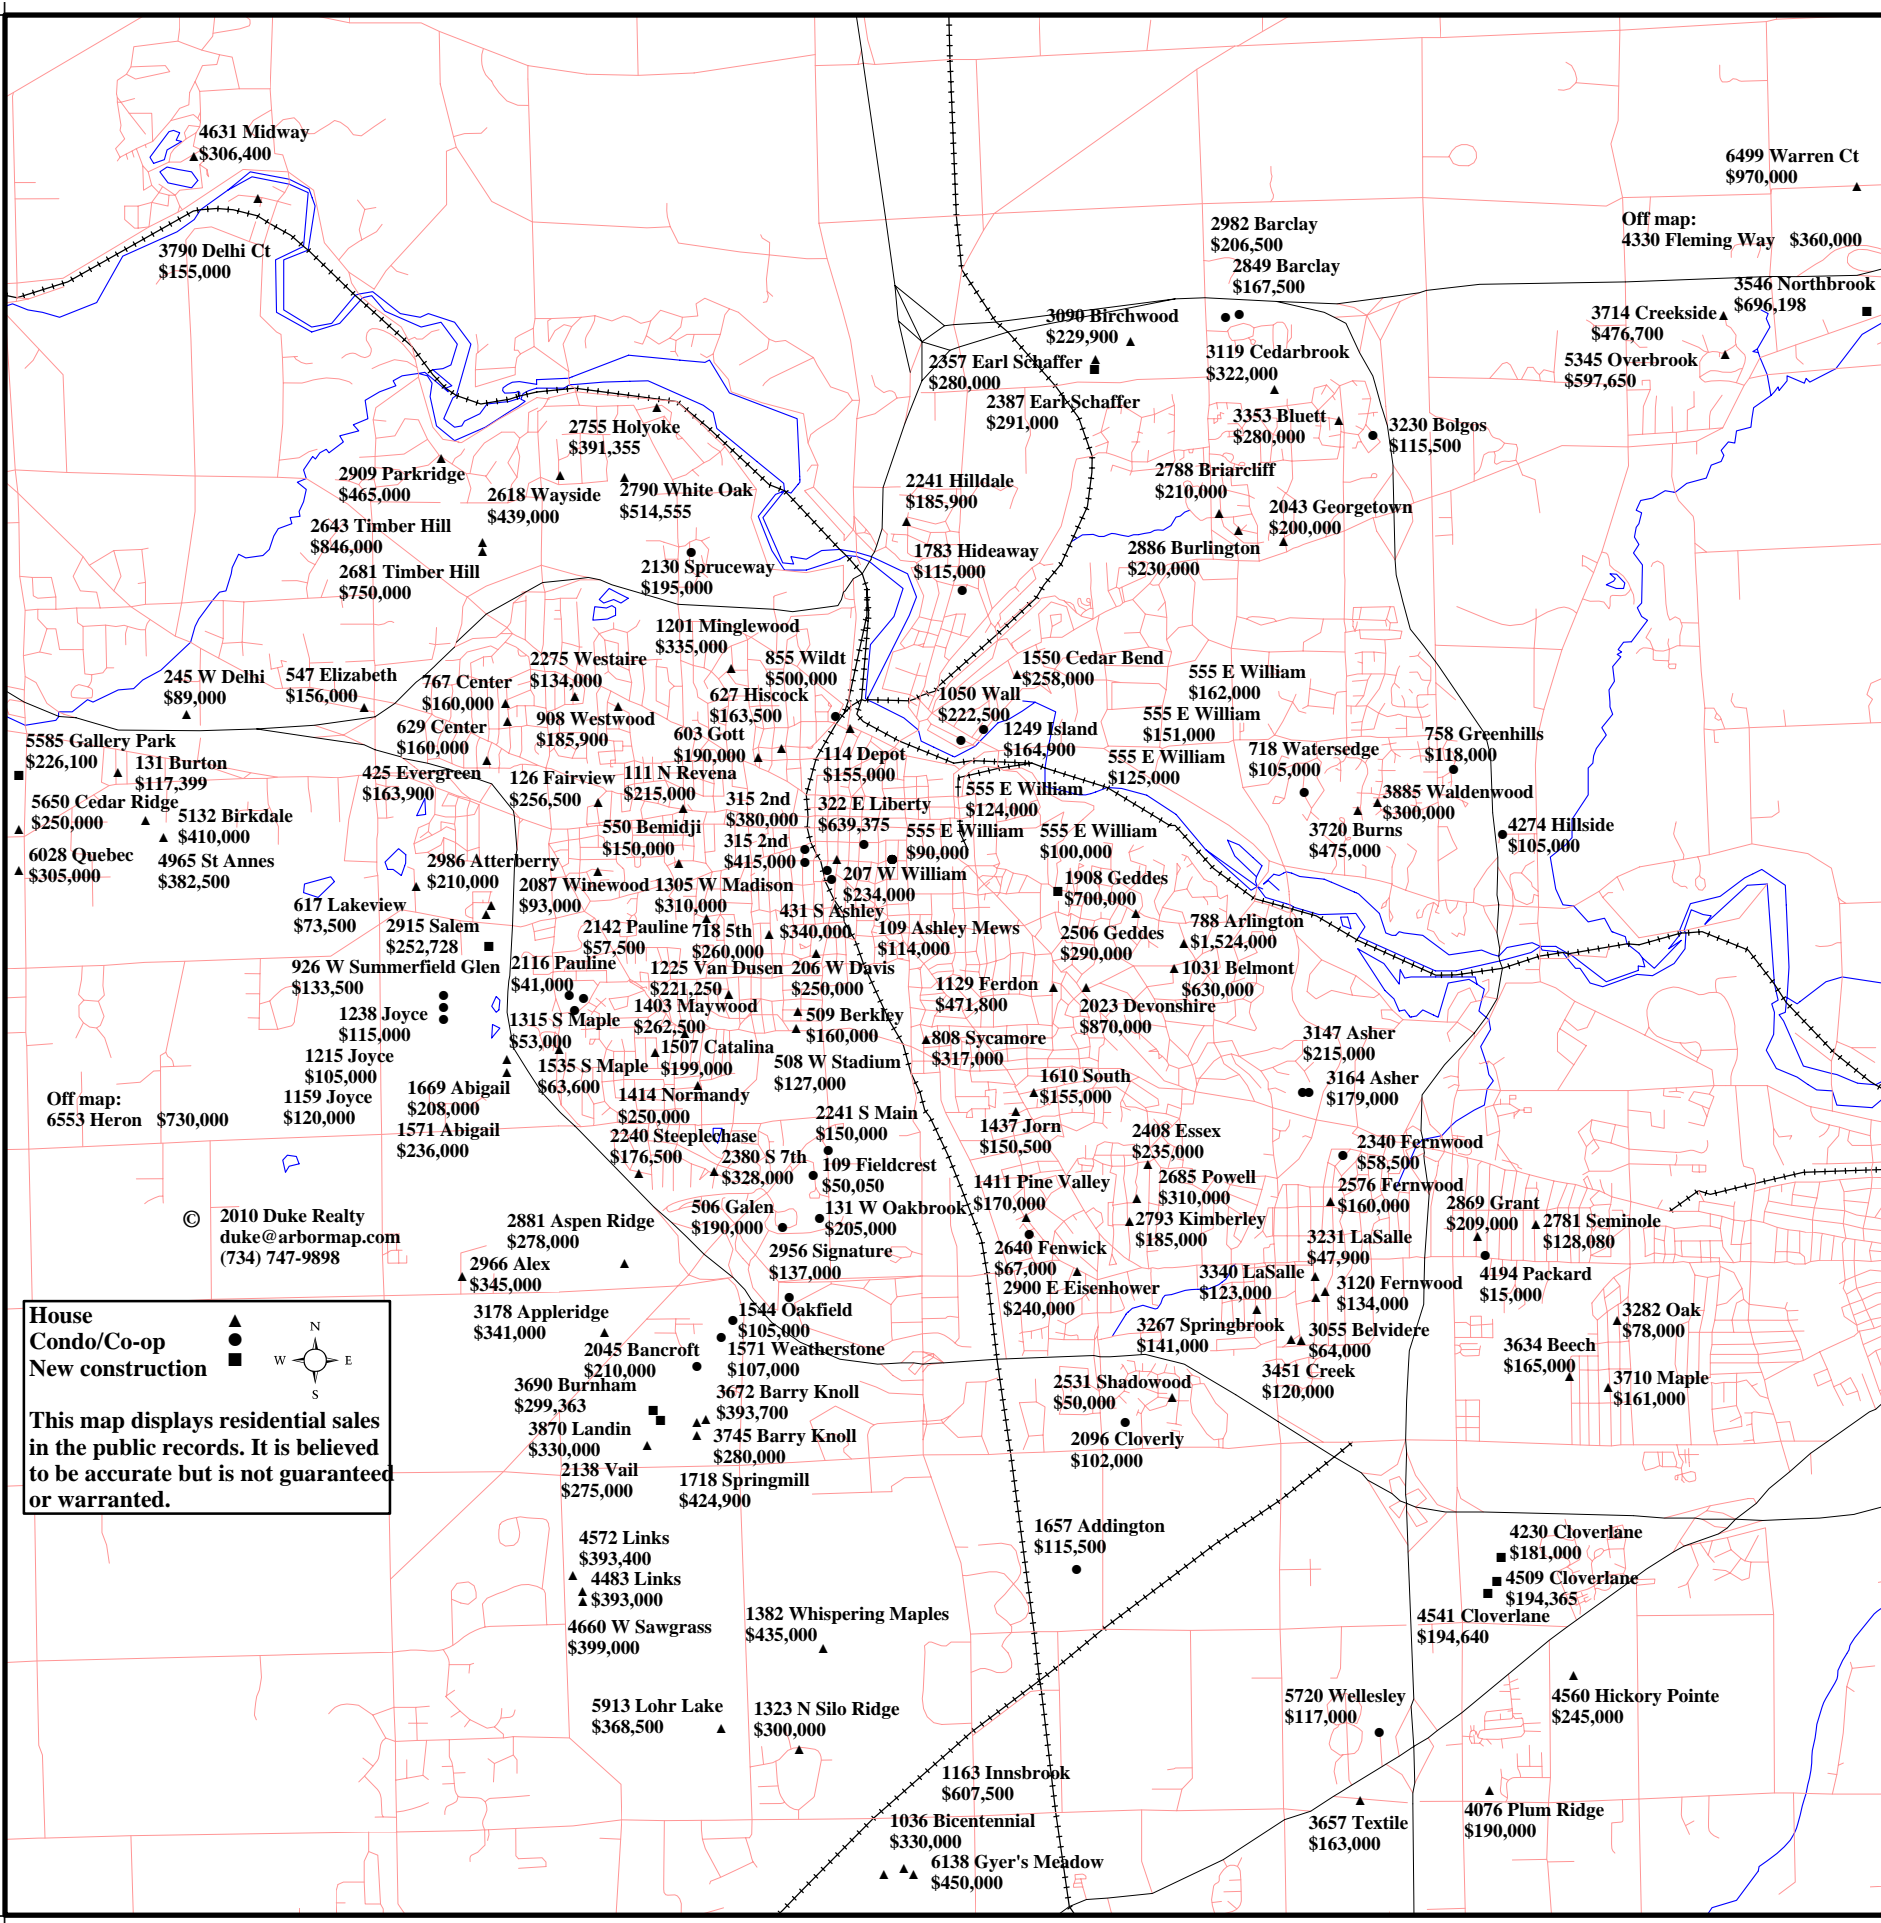 4631 Midway
$306,400
6499 Warren Ct
$970,000
Off map:
4330 Fleming Way $360,000
3790 Delhi Ct
$155,000
2982 Barclay
$206,500
2849 Barclay
$167,500
3546 Northbrook
$696,198
3090 Birchwood
$229,900
3714 Creekside
$476,700
2357 Earl Schaffer
$280,000
3119 Cedarbrook
$322,000
5345 Overbrook
$597,650
2387 Earl Schaffer
$291,000
3353 Bluett
$280,000
3230 Bolgos
$115,500
2755 Holyoke
$391,355
2909 Parkridge
$465,000
2618 Wayside
$439,000
2790 White Oak
$514,555
2241 Hilldale
$185,900
2788 Briarcliff
$210,000
2043 Georgetown
$200,000
2643 Timber Hill
$846,000
2681 Timber Hill
$750,000
2130 Spruceway
$195,000
1783 Hideaway
$115,000
2886 Burlington
$230,000
1201 Minglewood
$335,000
855 Wildt
$500,000
2275 Westaire
$134,000
1550 Cedar Bend
$258,000
555 E William
$162,000
245 W Delhi
$89,000
547 Elizabeth
$156,000
767 Center
$160,000
627 Hiscock
$163,500
1050 Wall
$222,500
555 E William
$151,000
629 Center
$160,000
908 Westwood
$185,900
603 Gott
$190,000
1249 Island
$164,900
758 Greenhills
$118,000
5585 Gallery Park
$226,100
131 Burton
$117,399
114 Depot
$155,000
555 E William
$125,000
718 Watersedge
$105,000
425 Evergreen
$163,900
126 Fairview
$256,500
111 N Revena
$215,000
555 E William
$124,000
3885 Waldenwood
$300,000
5650 Cedar Ridge
$250,000
5132 Birkdale
$410,000
315 2nd
$380,000
322 E Liberty
$639,375
3720 Burns
$475,000
4274 Hillside
$105,000
550 Bemidji
$150,000
315 2nd
$415,000
555 E William
$90,000
555 E William
$100,000
6028 Quebec
$305,000
4965 St Annes
$382,500
2986 Atterberry
$210,000
207 W William
$234,000
1908 Geddes
$700,000
2087 Winewood
$93,000
1305 W Madison
$310,000
617 Lakeview
$73,500
2915 Salem
$252,728
2142 Pauline
$57,500
718 5th
$260,000
431 S Ashley
$340,000
109 Ashley Mews
$114,000
2506 Geddes
$290,000
788 Arlington
$1,524,000
926 W Summerfield Glen
$133,500
2116 Pauline
$41,000
1225 Van Dusen
$221,250
206 W Davis
$250,000
1031 Belmont
$630,000
1129 Ferdon
$471,800
1238 Joyce
$115,000
1315 S Maple
$53,000
1403 Maywood
$262,500
509 Berkley
$160,000
2023 Devonshire
$870,000
1215 Joyce
$105,000
1535 S Maple
$63,600
1507 Catalina
$199,000
508 W Stadium
$127,000
808 Sycamore
$317,000
3147 Asher
$215,000
3164 Asher
$179,000
Off map:
6553 Heron $730,000
1159 Joyce
$120,000
1669 Abigail
$208,000
1414 Normandy
$250,000
1610 South
$155,000
1571 Abigail
$236,000
2241 S Main
$150,000
1437 Jorn
$150,500
2408 Essex
$235,000
2240 Steeplechase
$176,500
2380 S 7th
$328,000
109 Fieldcrest
$50,050
2340 Fernwood
$58,500
2685 Powell
$310,000
1411 Pine Valley
$170,000
2576 Fernwood
$160,000
506 Galen
$190,000
131 W Oakbrook
$205,000
2793 Kimberley
$185,000
2869 Grant
$209,000
2781 Seminole
$128,080
© 2010 Duke Realty
duke@arbormap.com
(734) 747-9898
2881 Aspen Ridge
$278,000
2956 Signature
$137,000
2640 Fenwick
$67,000
3231 LaSalle
$47,900
2966 Alex
$345,000
2900 E Eisenhower
$240,000
3340 LaSalle
$123,000
3120 Fernwood
$134,000
4194 Packard
$15,000
3178 Appleridge
$341,000
1544 Oakfield
$105,000
3267 Springbrook
$141,000
3055 Belvidere
$64,000
3282 Oak
$78,000
House
Condo/Co-op
New construction
N
W E
S
This map displays residential sales
in the public records. It is believed
to be accurate but is not guaranteed
or warranted.
2045 Bancroft
$210,000
1571 Weatherstone
$107,000
3634 Beech
$165,000
3451 Creek
$120,000
3690 Burnham
$299,363
3672 Barry Knoll
$393,700
2531 Shadowood
$50,000
3710 Maple
$161,000
3870 Landin
$330,000
3745 Barry Knoll
$280,000
2096 Cloverly
$102,000
2138 Vail
$275,000
1718 Springmill
$424,900
4572 Links
$393,400
4483 Links
$393,000
1657 Addington
$115,500
4230 Cloverlane
$181,000
4509 Cloverlane
$194,365
4541 Cloverlane
$194,640
4660 W Sawgrass
$399,000
1382 Whispering Maples
$435,000
5913 Lohr Lake
$368,500
1323 N Silo Ridge
$300,000
5720 Wellesley
$117,000
4560 Hickory Pointe
$245,000
1163 Innsbrook
$607,500
1036 Bicentennial
$330,000
6138 Gyer's Meadow
$450,000
3657 Textile
$163,000
4076 Plum Ridge
$190,000